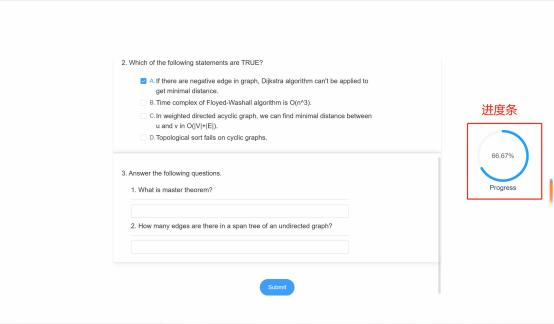 2. Which of the following statements are TRUE?
A. If there are negative edge in graph, Dijkstra algorithm can't be applied to
get minimal distance.
B. Time complex of Floyed-Washall algorithm is O(n^3).
C. In weighted directed acyclic graph, we can find minimal distance between
u and v in O(|V|+|E|).
D. Topological sort fails on cyclic graphs.
进度条
66.67%
Progress
3. Answer the following questions.
1. What is master theorem?
2. How many edges are there in a span tree of an undirected graph?
Submit